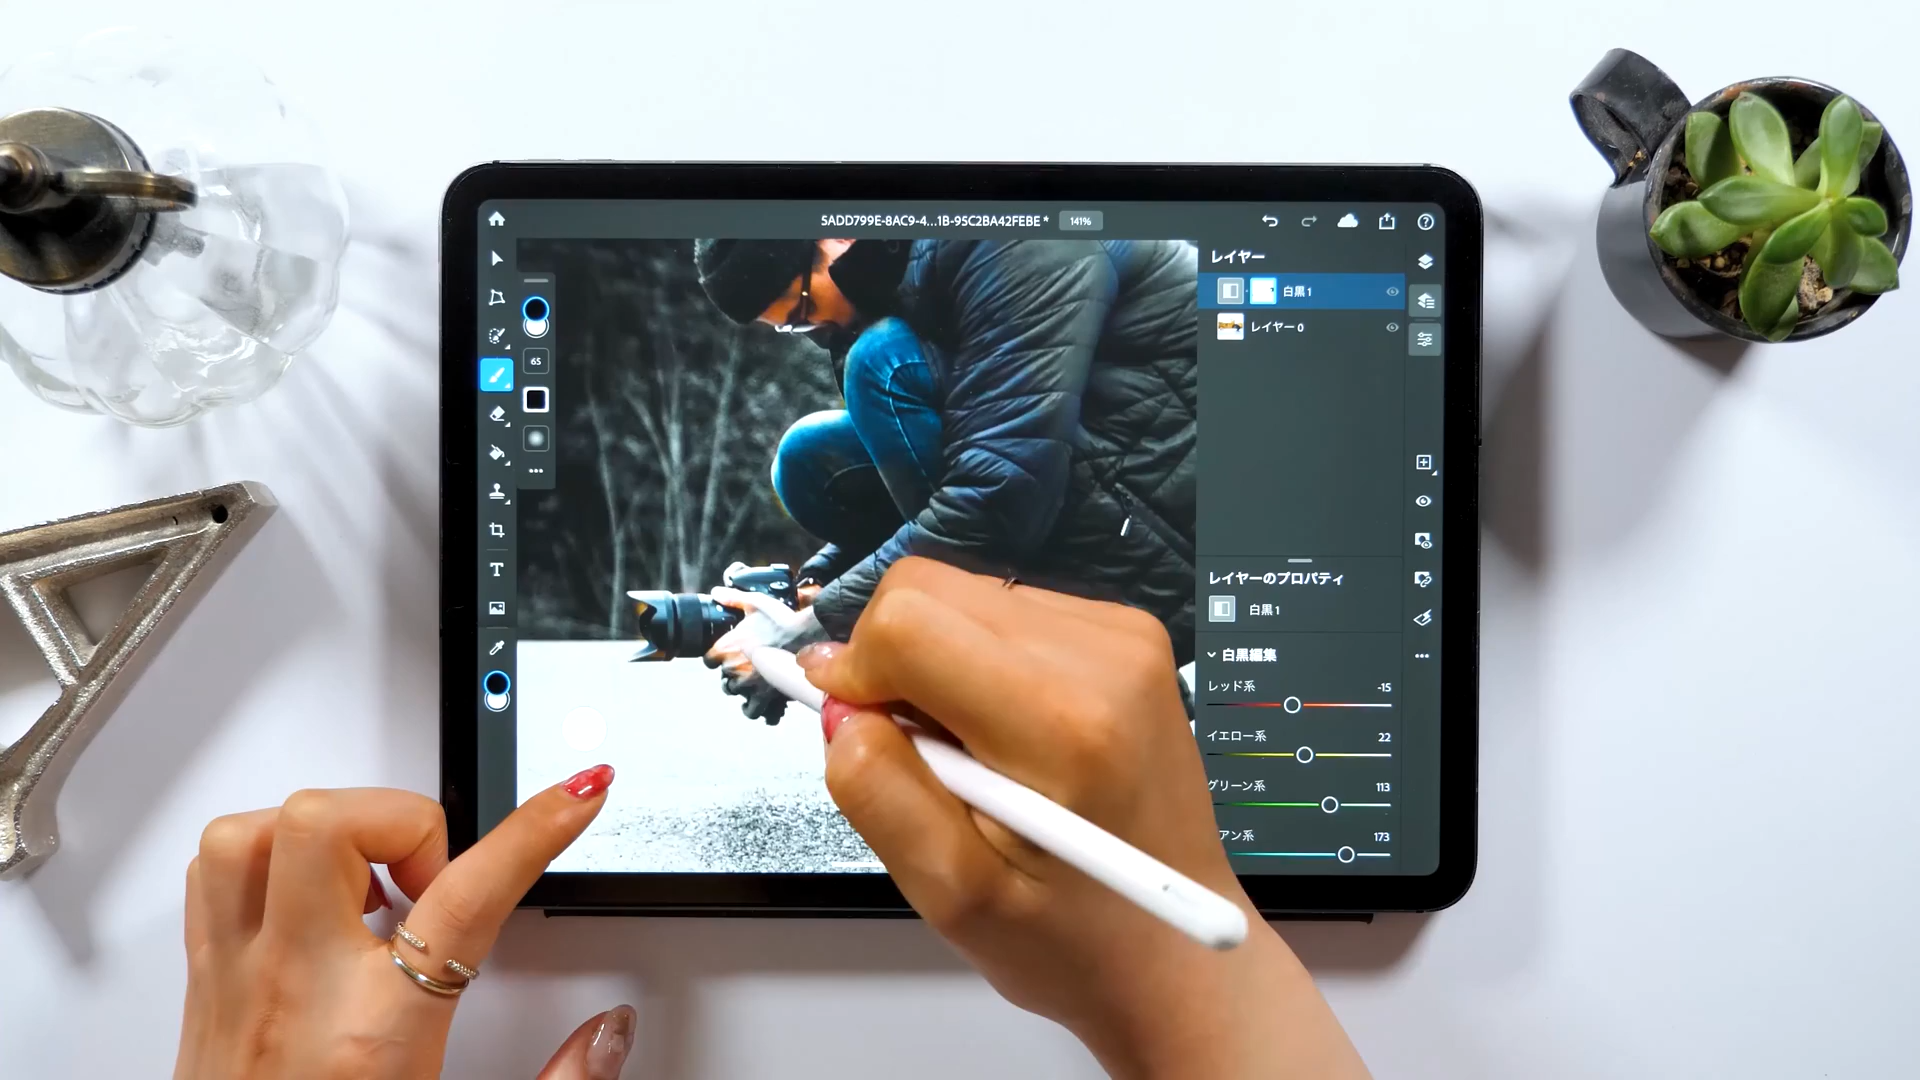 5ADD799E-8AC9-4...1B-95C2BA42FEBE *
141%
レイヤー
白黒1
レイヤー 0
65
T
レイヤーのプロパティ
白黒1
白黒編集
レッド系
-15
イエロー系
22
グリーン系
113
アン系
173